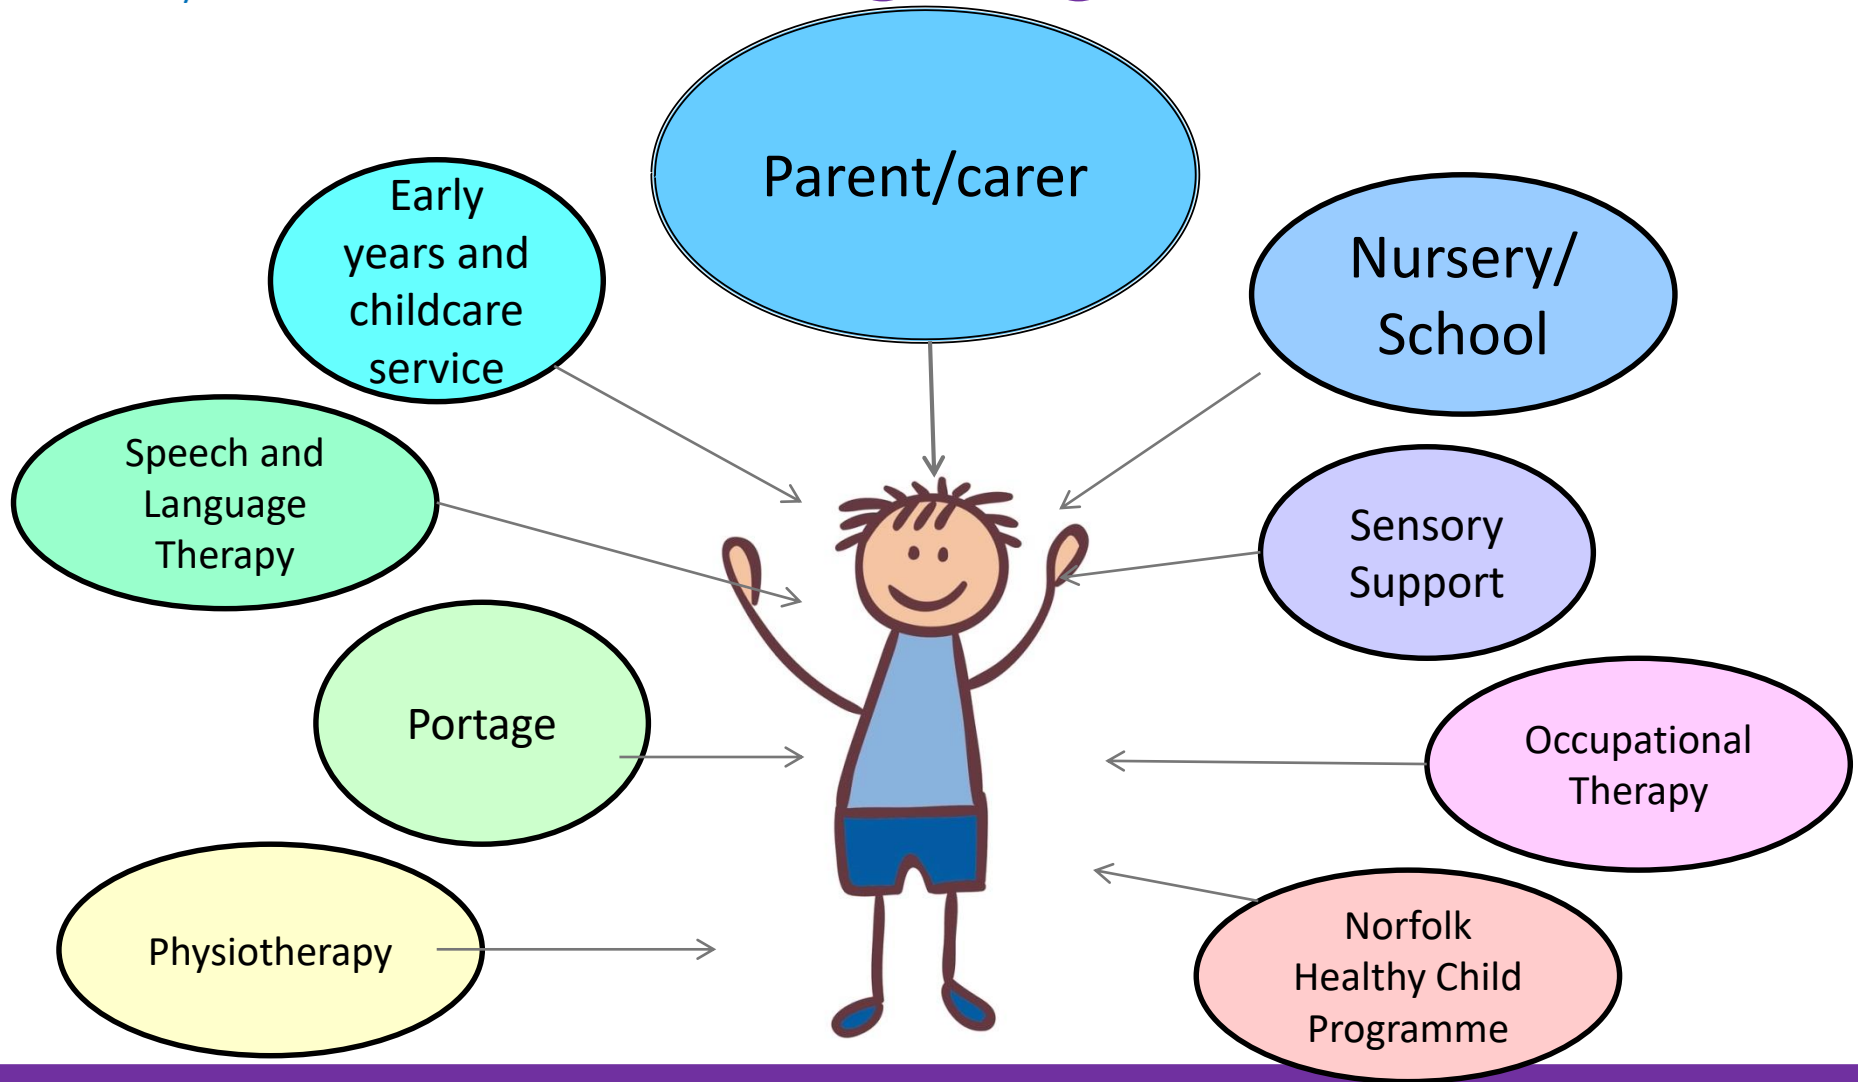 Parent/carer
Early
years and
childcare
service
Nursery/
School
Speech and
Language
Therapy
Sensory
Support
Portage
Occupational
Therapy
Physiotherapy
Norfolk
Healthy Child
Programme